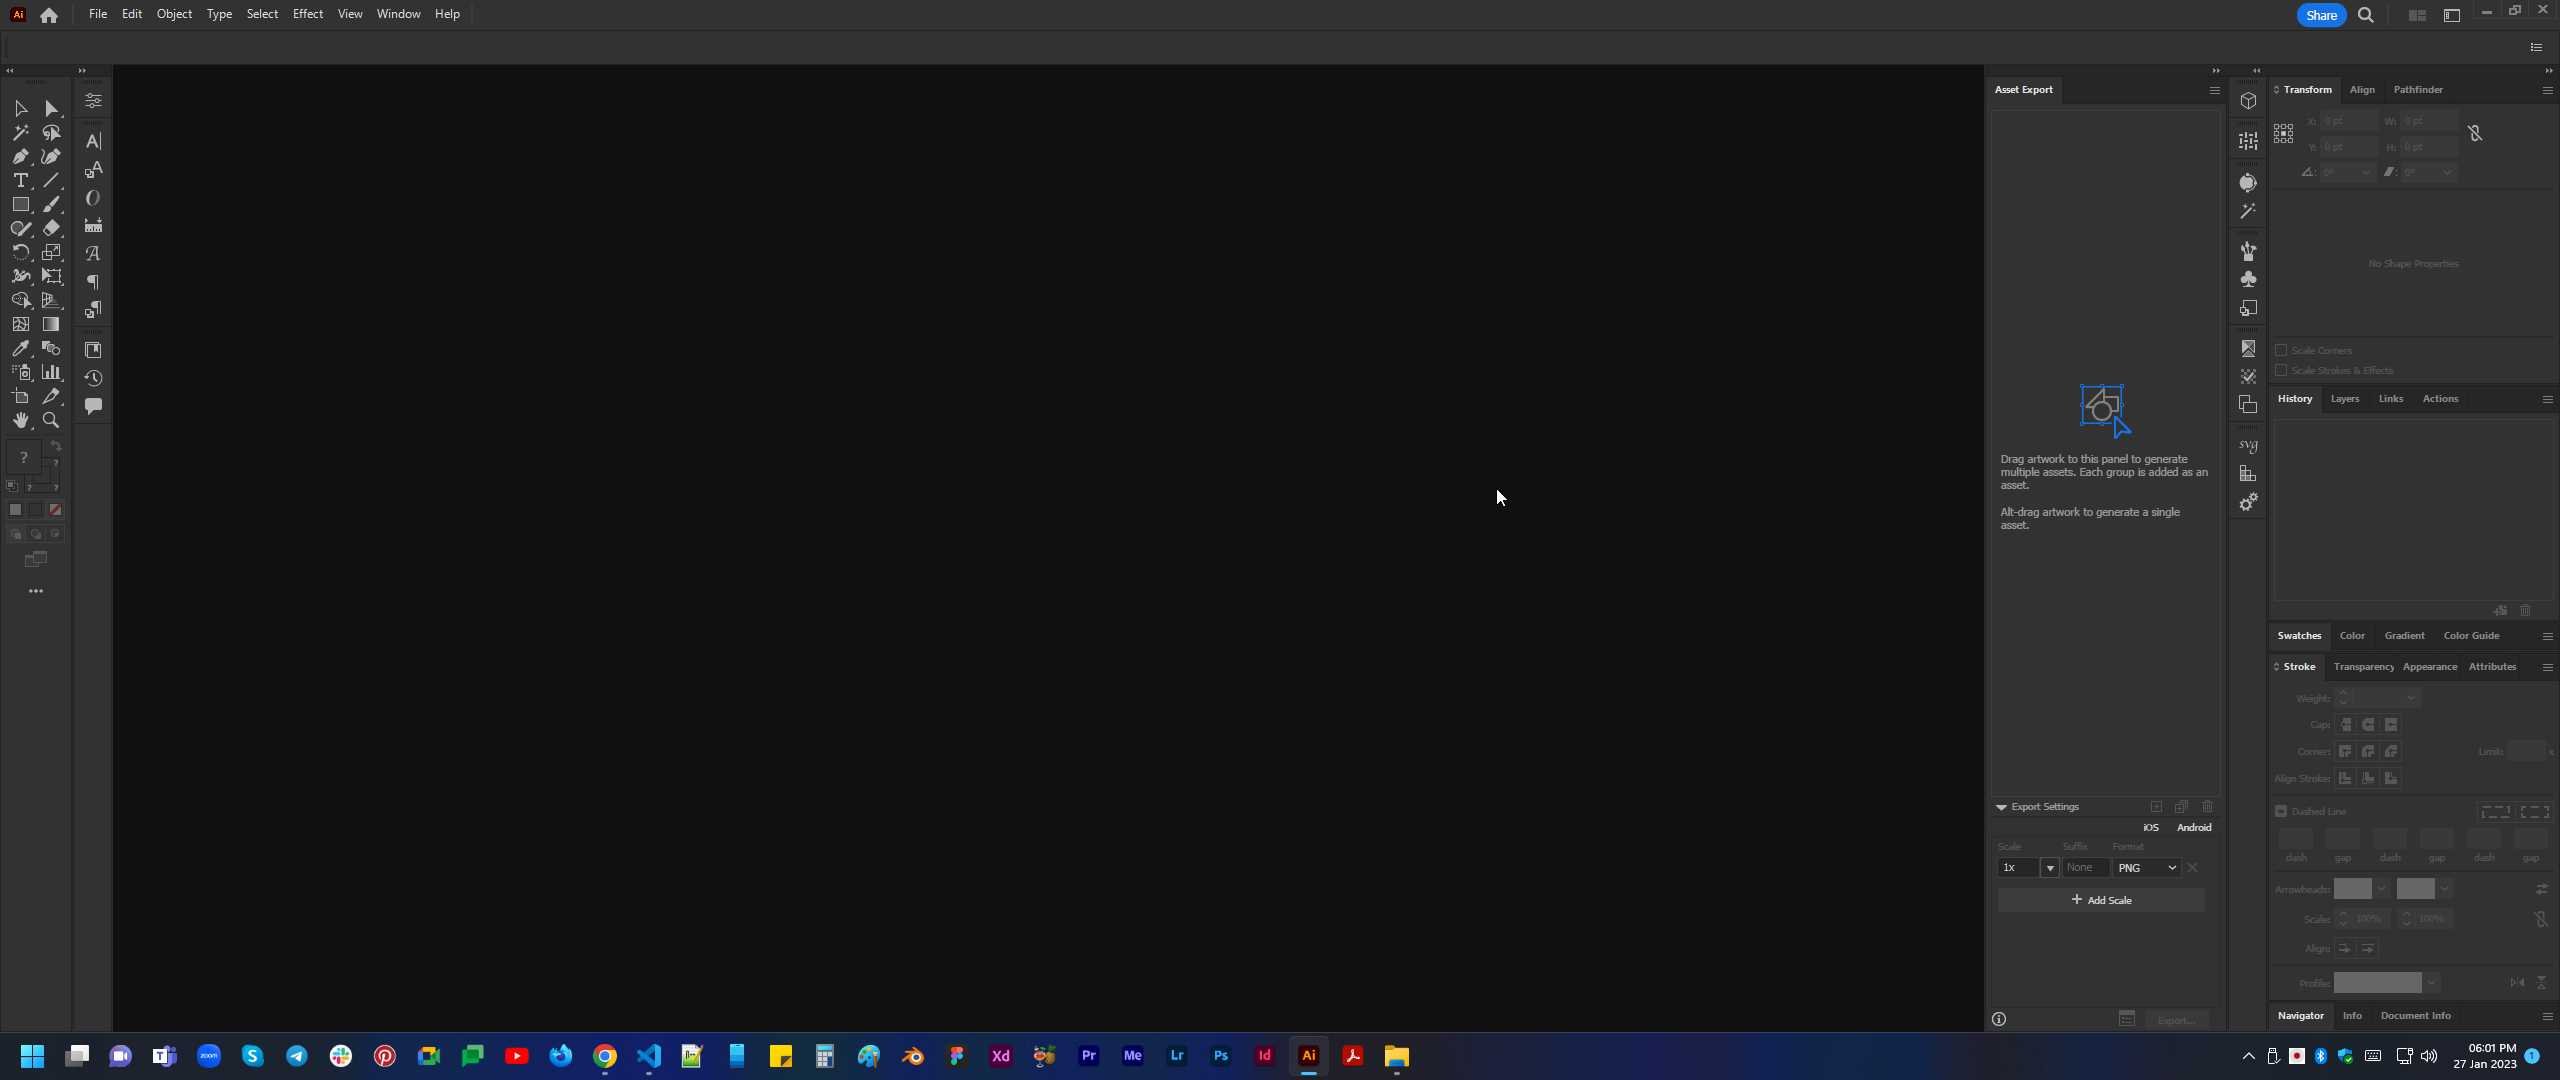 Ai File Edit Object Type Select Effect View Window Help Share
Asset Export
Transform Align Pathfinder
X: 0 pt W: 0 pt
Y: 0 pt H: 0 pt
0° 0°
No Shape Properties
Scale Corners
Scale Strokes & Effects
History Layers Links Actions
Drag artwork to this panel to generate
multiple assets. Each group is added as an
asset.
Alt-drag artwork to generate a single
asset.
svg
Swatches Color Gradient Color Guide
Stroke Transparency Appearance Attributes
Weight:
Cap:
Corner: Limit: x
Align Stroke:
Export Settings
iOS Android
Scale Suffix Format
1x None PNG
+ Add Scale
Dashed Line
dash gap dash gap dash gap
Arrowheads:
Scale: 100% 100%
Align:
Profile:
Export...
Navigator Info Document Info
zoom Xd Pr Me Lr Ps Id Ai
06:01 PM
27 Jan 2023
1